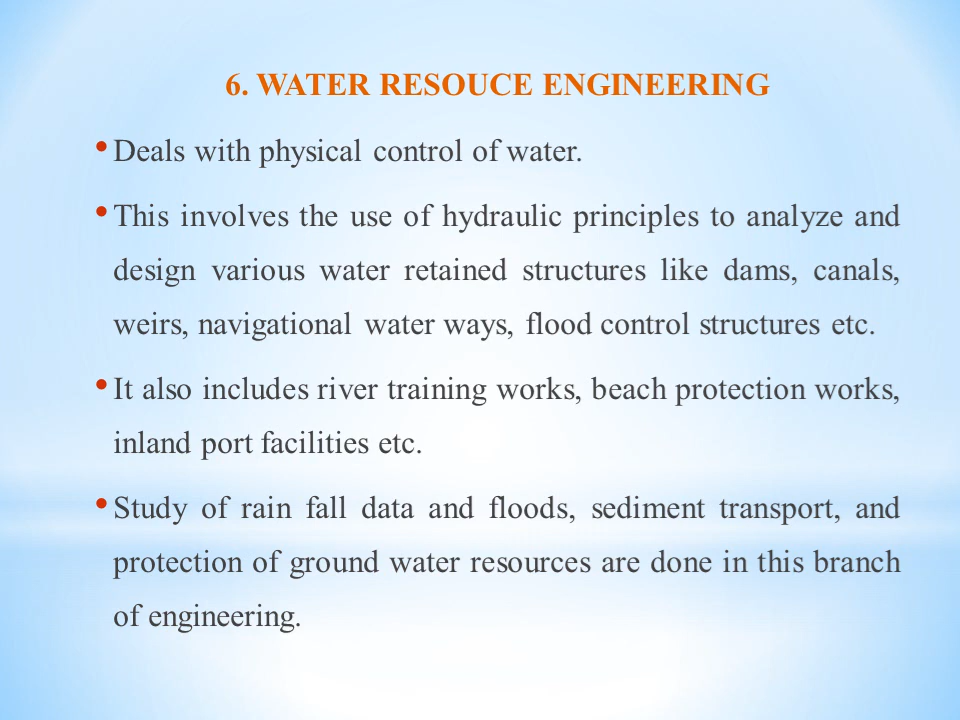 6. WATER RESOUCE ENGINEERING
• Deals with physical control of water.
• This involves the use of hydraulic principles to analyze and
design various water retained structures like dams, canals,
weirs, navigational water ways, flood control structures etc.
• It also includes river training works, beach protection works,
inland port facilities etc.
• Study of rain fall data and floods, sediment transport, and
protection of ground water resources are done in this branch
of engineering.